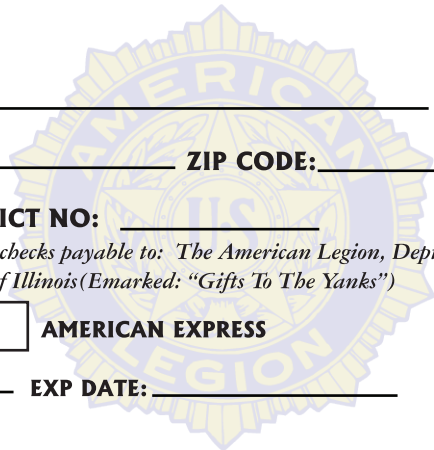 AMERICAN
ZIP CODE:
U.S.
ICT NO:
checks payable to: The American Legion, Dep
of Illinois (Emarked: “Gifts To The Yanks”)
AMERICAN EXPRESS
LEGION
EXP DATE: